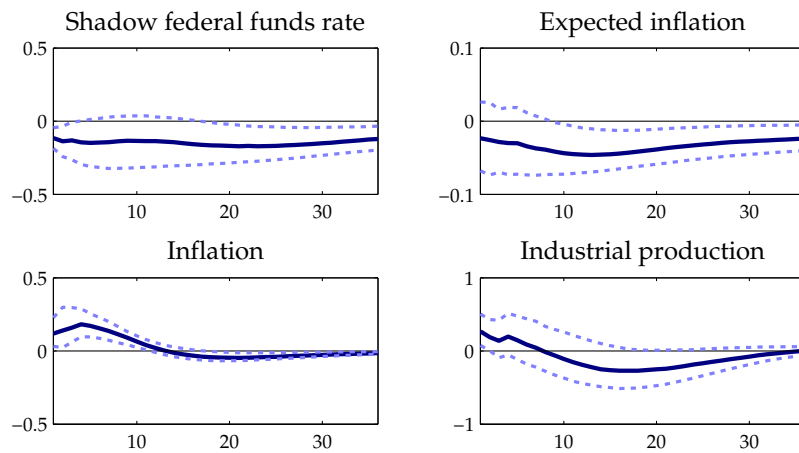 Shadow federal funds rate
0.5
0
−0.5
10 20 30
Expected inflation
0.1
0
−0.1
10 20 30
Inflation
0.5
0
−0.5
10 20 30
Industrial production
1
0
−1
10 20 30